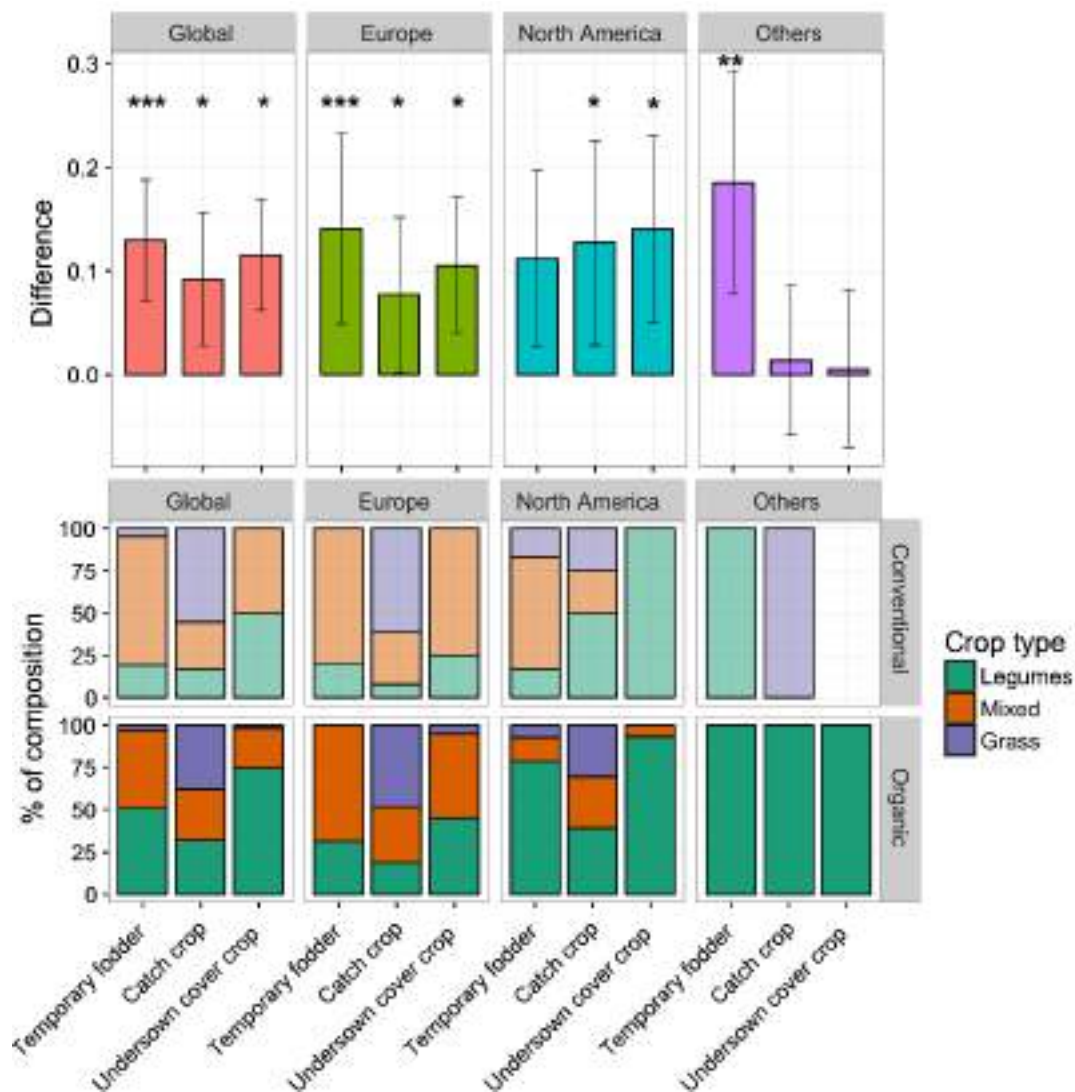 Global Europe North America Others
0.3
0.2
0.1
0.0
Difference
*** * *
*** * *
* *
**
Global Europe North America Others
100
75
50
25
0
Conventional
100
75
50
25
0
Organic
% of composition
Crop type
Legumes
Mixed
Grass
Temporary fodder
Catch crop
Undersown cover crop
Temporary fodder
Catch crop
Undersown cover crop
Temporary fodder
Catch crop
Undersown cover crop
Temporary fodder
Catch crop
Undersown cover crop